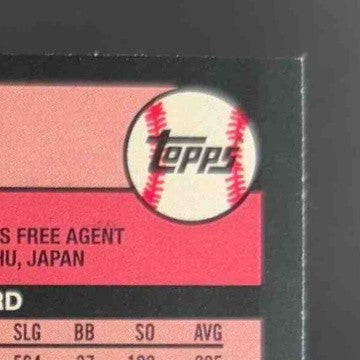 topps
S FREE AGENT
HU, JAPAN
RD
SLG BB SO AVG